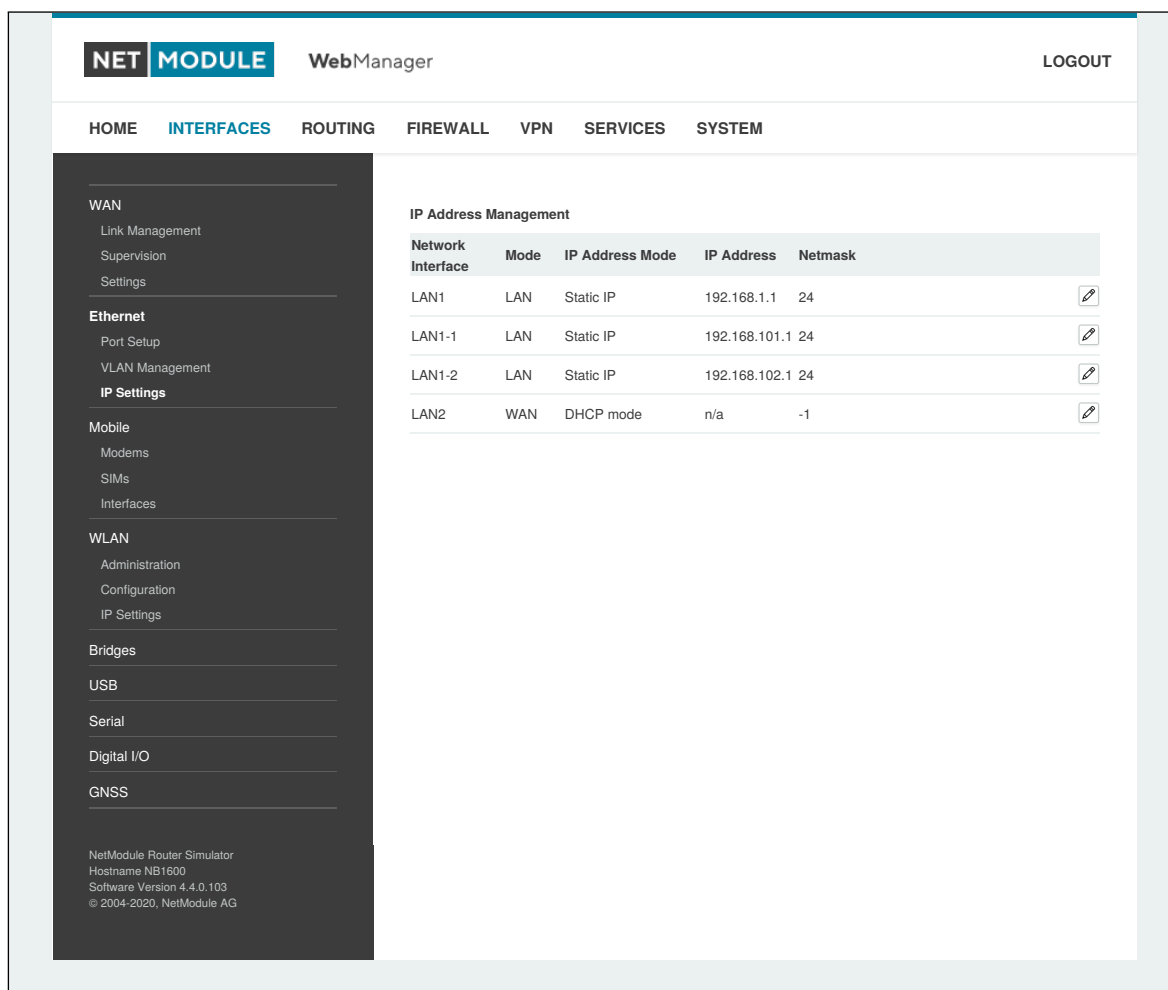 NET MODULE WebManager LOGOUT
HOME INTERFACES ROUTING FIREWALL VPN SERVICES SYSTEM
WAN
Link Management
Supervision
Settings
Ethernet
Port Setup
VLAN Management
IP Settings
Mobile
Modems
SIMs
Interfaces
WLAN
Administration
Configuration
IP Settings
Bridges
USB
Serial
Digital I/O
GNSS
NetModule Router Simulator
Hostname NB1600
Software Version 4.4.0.103
© 2004-2020, NetModule AG
IP Address Management
Network Interface Mode IP Address Mode IP Address Netmask
LAN1 LAN Static IP 192.168.1.1 24
LAN1-1 LAN Static IP 192.168.101.1 24
LAN1-2 LAN Static IP 192.168.102.1 24
LAN2 WAN DHCP mode n/a -1